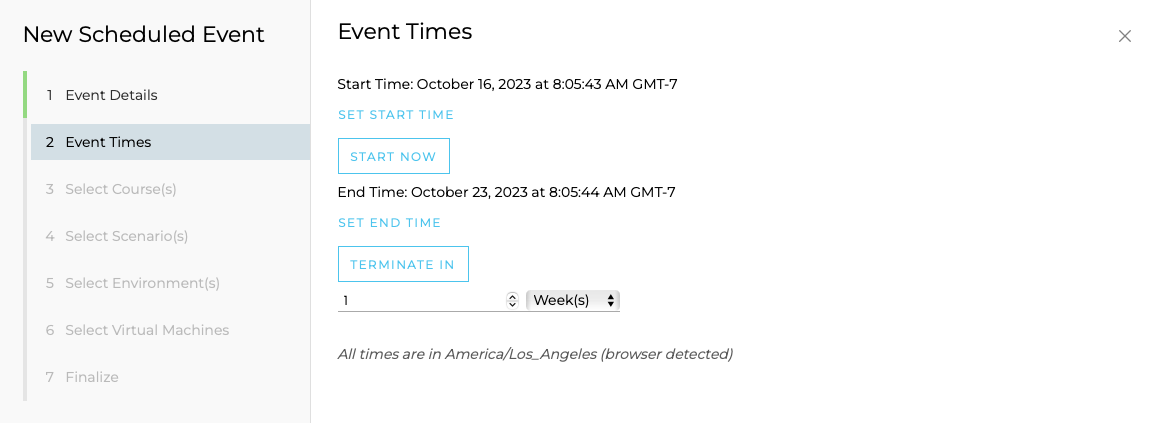 New Scheduled Event
1 Event Details
2 Event Times
3 Select Course(s)
4 Select Scenario(s)
5 Select Environment(s)
6 Select Virtual Machines
7 Finalize
Event Times
Start Time: October 16, 2023 at 8:05:43 AM GMT-7
SET START TIME
START NOW
End Time: October 23, 2023 at 8:05:44 AM GMT-7
SET END TIME
TERMINATE IN
1 Week(s)
All times are in America/Los_Angeles (browser detected)